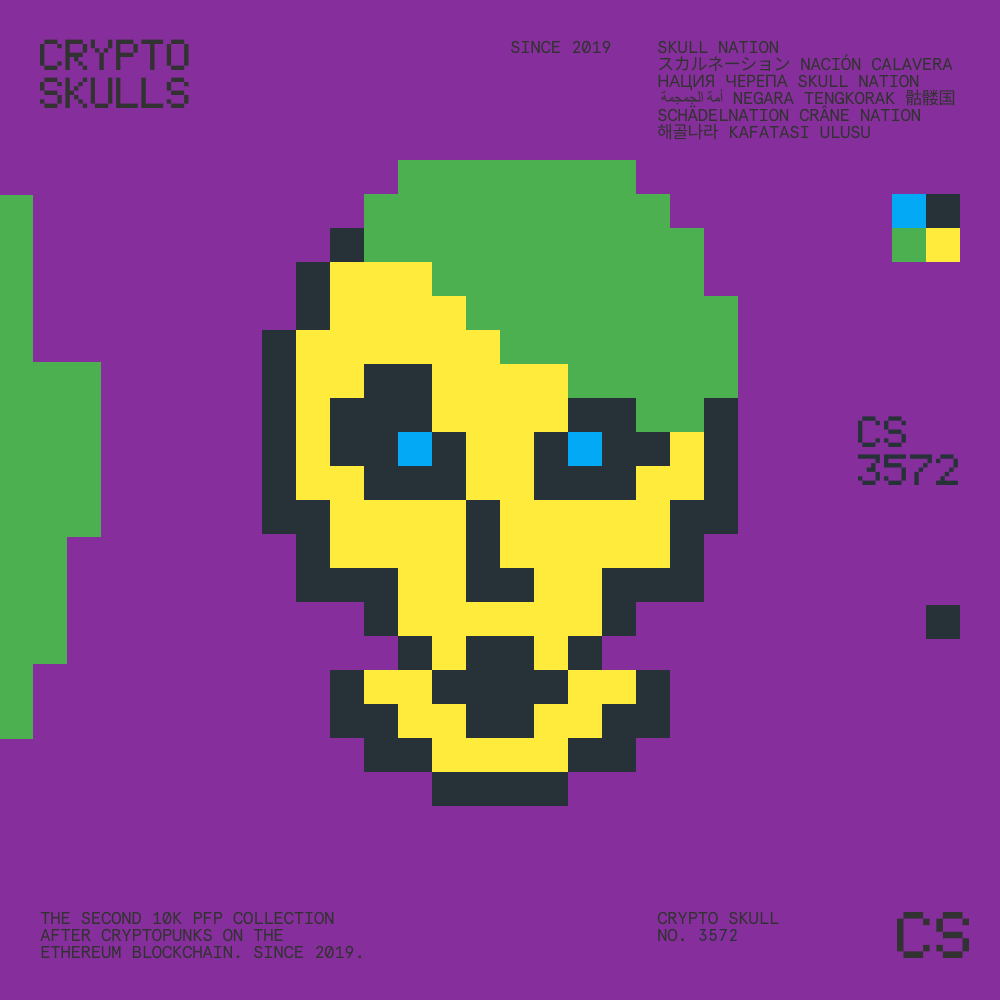 CRYPTO
SKULLS
SINCE 2019
SKULL NATION
スカルネーション NACIÓN CALAVERA
НАЦИЯ ЧЕРЕПА SKULL NATION
أمة الجمجمة NEGARA TENGKORAK 骷髅国
SCHÄDELNATION CRÂNE NATION
해골나라 KAFATASI ULUSU
CS
3572
THE SECOND 10K PFP COLLECTION
AFTER CRYPTOPUNKS ON THE
ETHEREUM BLOCKCHAIN. SINCE 2019.
CRYPTO SKULL
NO. 3572
CS